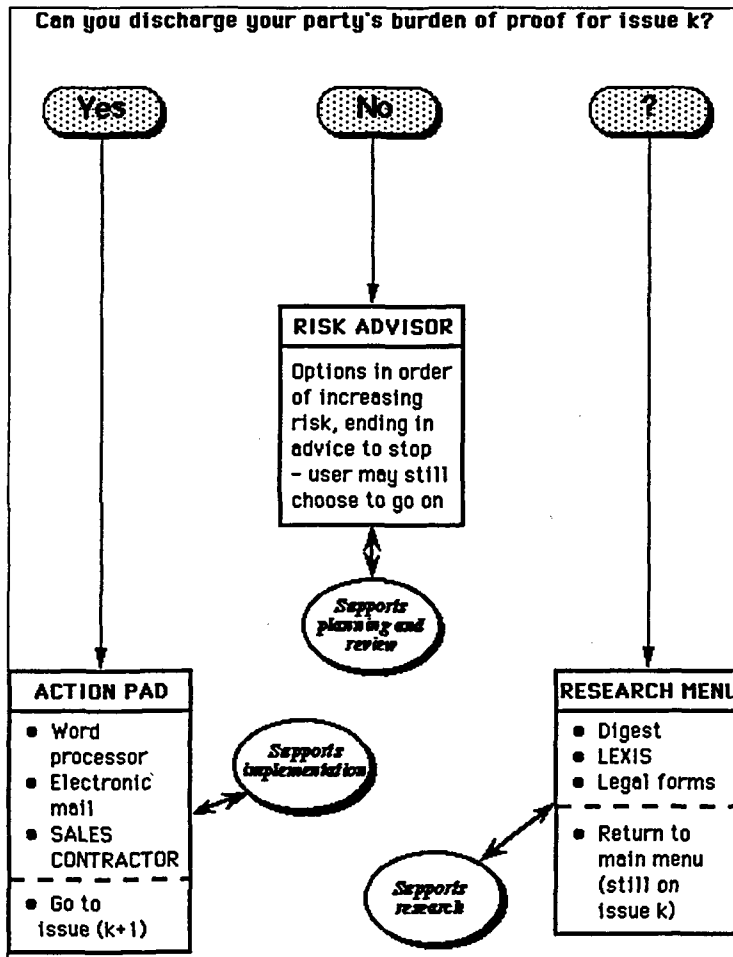 Can you discharge your party's burden of proof for issue k?
Yes
No
?
RISK ADVISOR
Options in order
of increasing
risk, ending in
advice to stop
– user may still
choose to go on
Supports
planning and
review
ACTION PAD
• Word
processor
• Electronic
mail
• SALES
CONTRACTOR
• Go to
issue (k+1)
Supports
implementation
RESEARCH MENU
• Digest
• LEXIS
• Legal forms
• Return to
main menu
(still on
issue k)
Supports
research